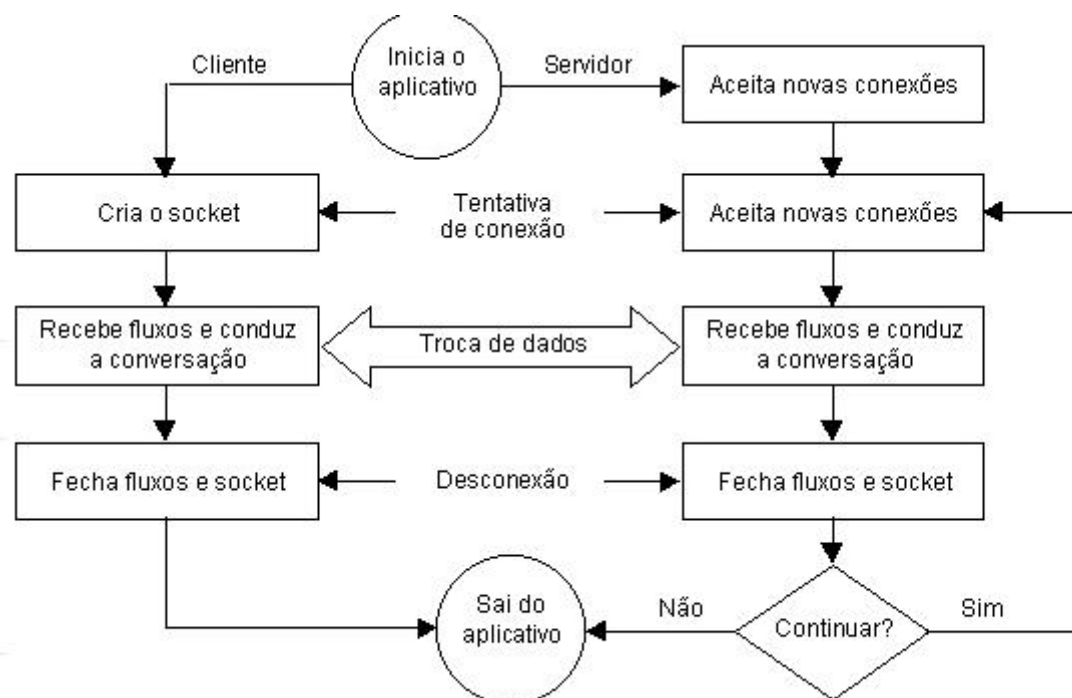 Cliente
Inicia o
aplicativo
Servidor
Aceita novas conexões
Cria o socket
Tentativa
de conexão
Aceita novas conexões
Recebe fluxos e conduz
a conversação
Troca de dados
Recebe fluxos e conduz
a conversação
Fecha fluxos e socket
Desconexão
Fecha fluxos e socket
Sai do
aplicativo
Não
Continuar?
Sim